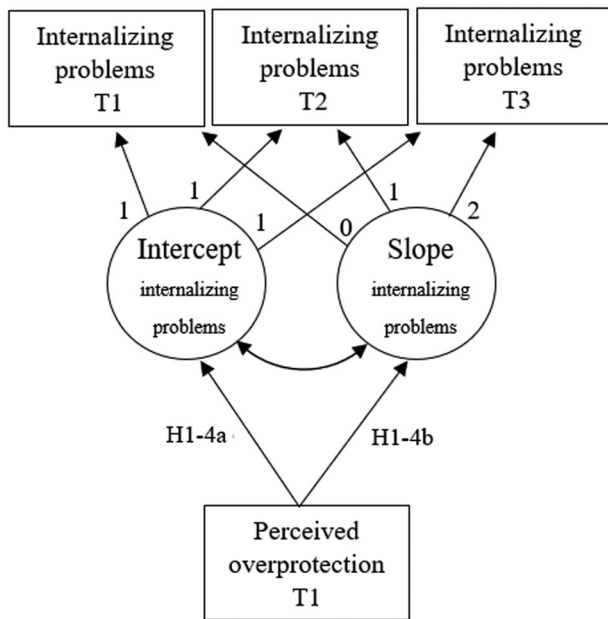 Internalizing
problems
T1
Internalizing
problems
T2
Internalizing
problems
T3
1
1
1
0
1
2
Intercept
internalizing
problems
Slope
internalizing
problems
H1-4a
H1-4b
Perceived
overprotection
T1